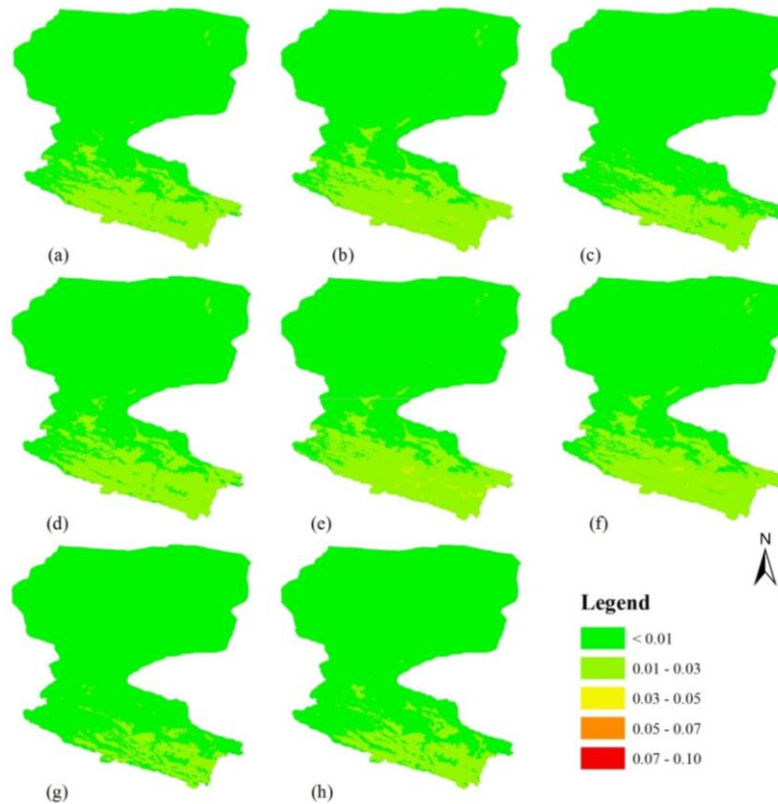 (a)
(b)
(c)
(d)
(e)
(f)
N
Legend
< 0.01
0.01 - 0.03
0.03 - 0.05
0.05 - 0.07
0.07 - 0.10
(g)
(h)